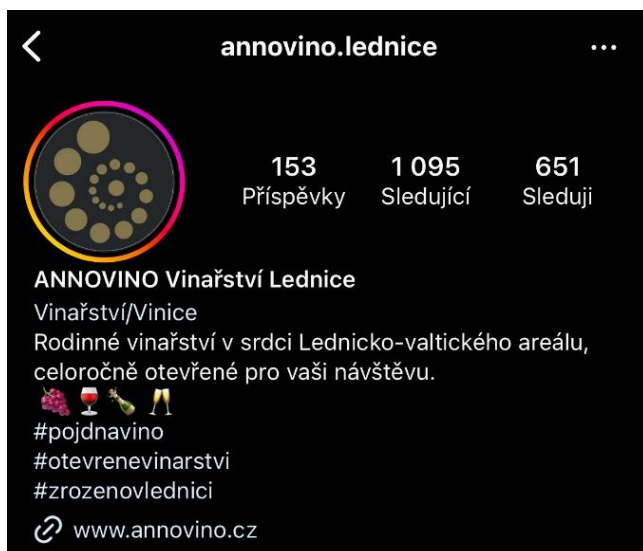 annovino.lednice
153 1 095 651
Příspěvky Sledující Sleduji
ANNOVINO Vinařství Lednice
Vinařství/Vinice
Rodinné vinařství v srdci Lednicko-valtického areálu,
celoročně otevřené pro vaši návštěvu.
#pojdnavino
#otevrenevinarstvi
#zrozenovlednici
www.annovino.cz